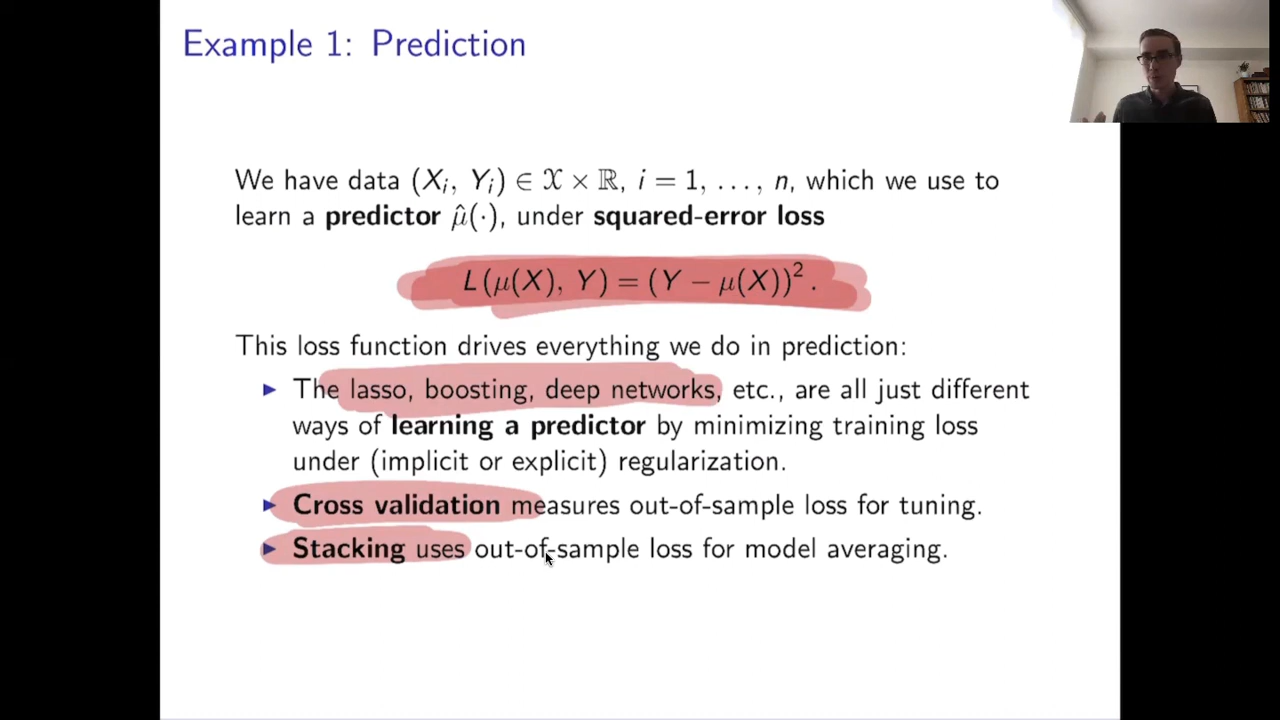 Example 1: Prediction
We have data (Xᵢ, Yᵢ) ∈ 𝒳 × ℝ, i = 1, …, n, which we use to
learn a predictor μ̂(·), under squared-error loss
L(μ(X), Y) = (Y − μ(X))².
This loss function drives everything we do in prediction:
▶ The lasso, boosting, deep networks, etc., are all just different
ways of learning a predictor by minimizing training loss
under (implicit or explicit) regularization.
▶ Cross validation measures out-of-sample loss for tuning.
▶ Stacking uses out-of-sample loss for model averaging.